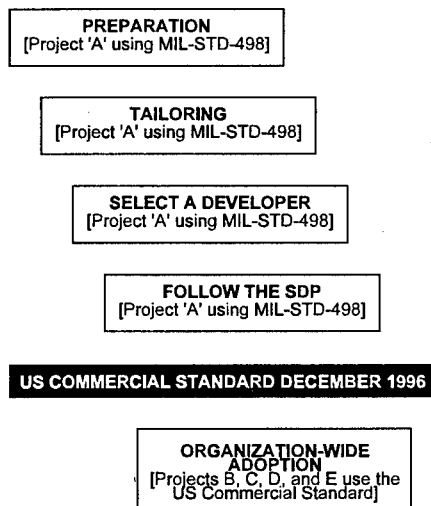 PREPARATION
[Project 'A' using MIL-STD-498]
TAILORING
[Project 'A' using MIL-STD-498]
SELECT A DEVELOPER
[Project 'A' using MIL-STD-498]
FOLLOW THE SDP
[Project 'A' using MIL-STD-498]
US COMMERCIAL STANDARD DECEMBER 1996
ORGANIZATION-WIDE
ADOPTION
[Projects B, C, D, and E use the
US Commercial Standard]